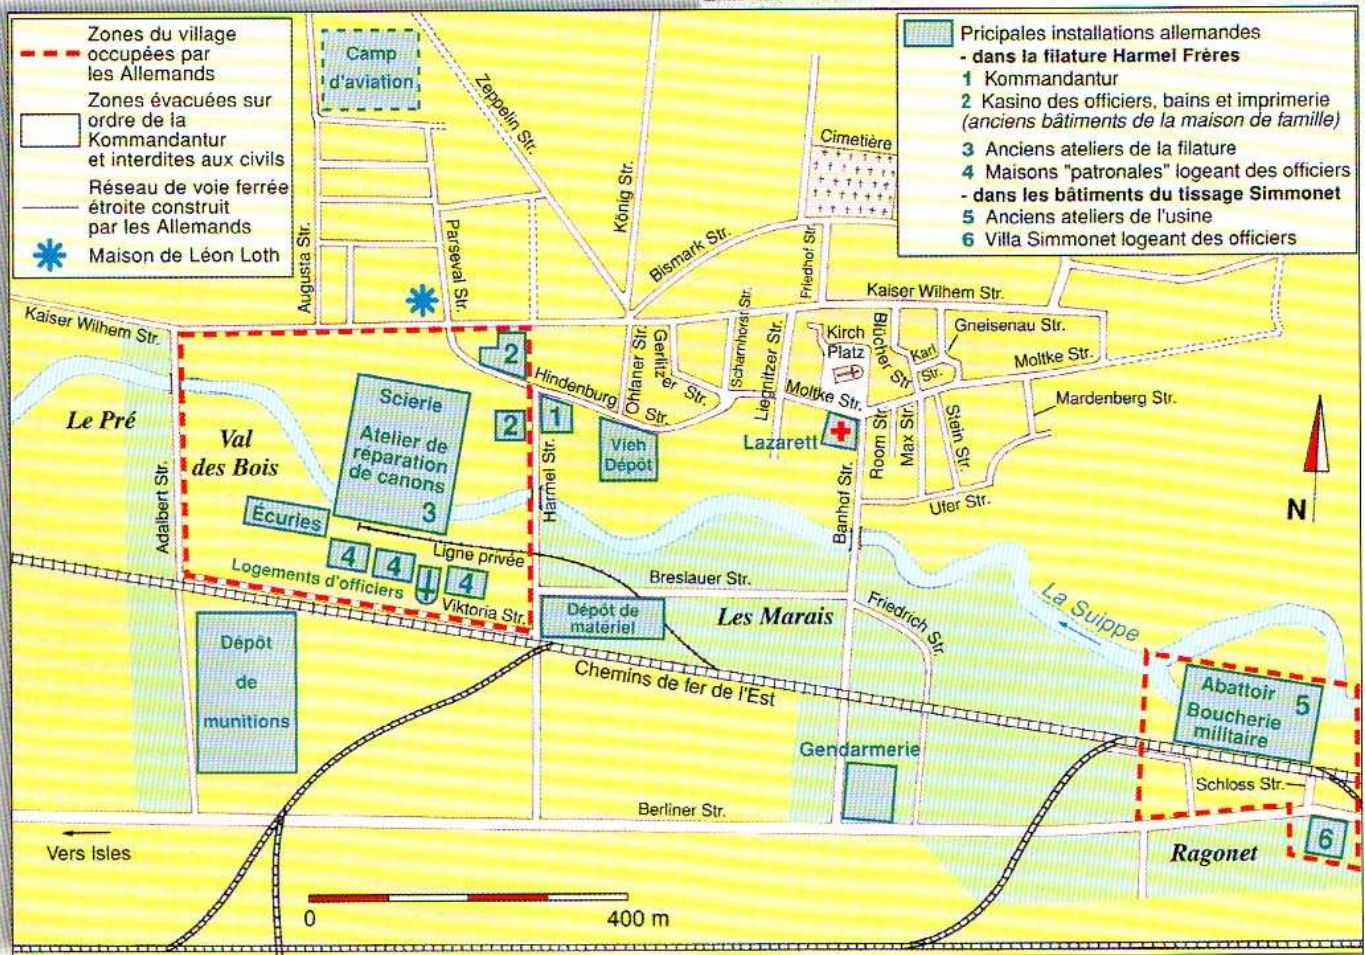 Zones du village
occupées par
les Allemands
Zones évacuées sur
ordre de la
Kommandantur
et interdites aux civils
Réseau de voie ferrée
étroite construit
par les Allemands
Maison de Léon Loth
Pricipales installations allemandes
- dans la filature Harmel Frères
1 Kommandantur
2 Kasino des officiers, bains et imprimerie
(anciens bâtiments de la maison de famille)
3 Anciens ateliers de la filature
4 Maisons "patronales" logeant des officiers
- dans les bâtiments du tissage Simmonet
5 Anciens ateliers de l'usine
6 Villa Simmonet logeant des officiers
Camp
d'aviation
Zeppelin Str.
König Str.
Cimetière
Augusta Str.
Parseval Str.
Bismark Str.
Friedhof Str.
Kaiser Wilhem Str.
Kaiser Wilhem Str.
Ohlaner Str.
Gerlitzer Str.
Scharnhorst Str.
Liegnitzer Str.
Kirch
Platz
Blücher Str
Karl
Str.
Gneisenau Str.
Moltke Str.
Moltke Str.
Mardenberg Str.
Hindenburg Str.
2
2
1
Vieh
Dépôt
Lazarett
Room Str.
Max Str.
Stein Str.
Ufer Str.
Banhof Str.
Le Pré
Val
des Bois
Scierie
Atelier de
réparation
de canons
3
Adalbert Str.
Harmel Str.
Écuries
Ligne privée
4
4
4
Logements d'officiers
Viktoria Str.
Breslauer Str.
Dépôt de
matériel
Les Marais
Friedrich Str.
La Suippe
N
Dépôt
de
munitions
Chemins de fer de l'Est
Gendarmerie
Abattoir
5
Boucherie
militaire
Schloss Str.
Berliner Str.
Vers Isles
Ragonet
6
0
400 m